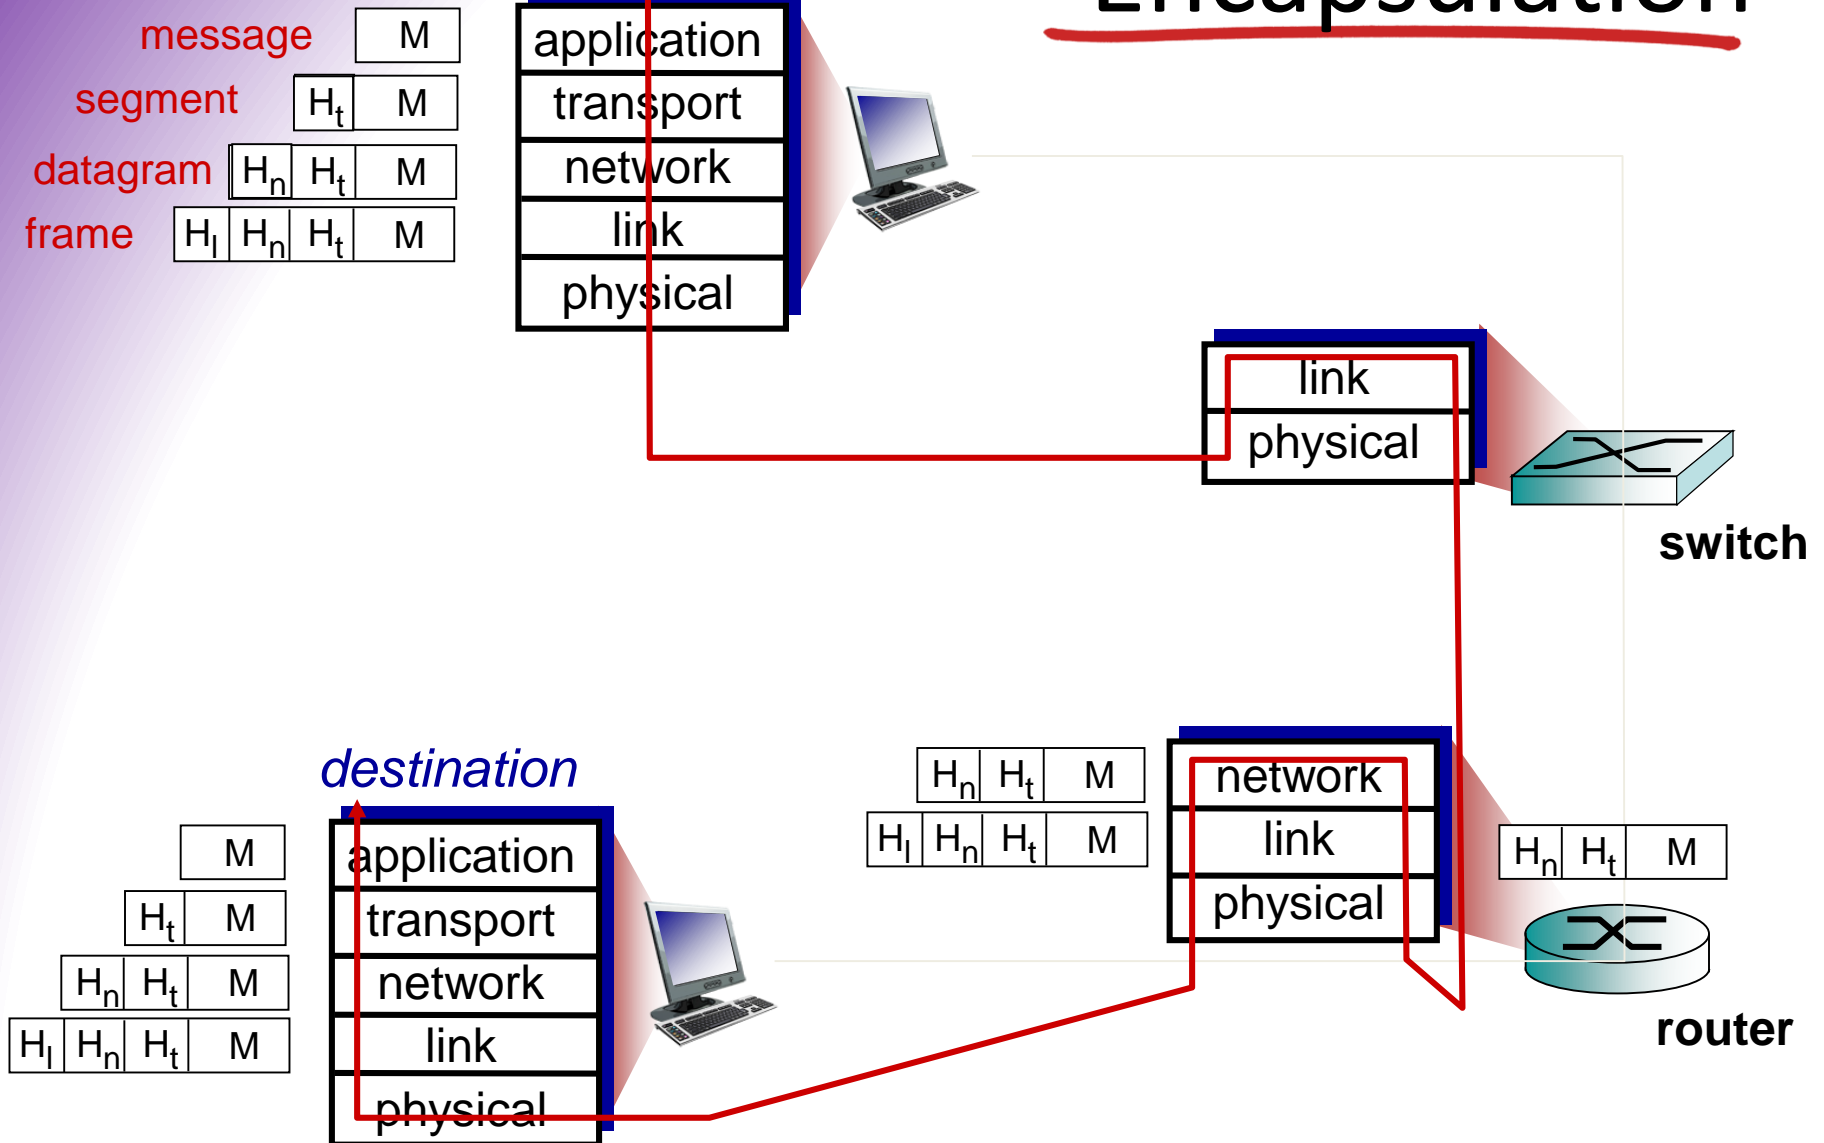 Encapsulation
message M
segment Ht M
datagram Hn Ht M
frame Hl Hn Ht M
application
transport
network
link
physical
link
physical
switch
destination
M
Ht M
Hn Ht M
Hl Hn Ht M
application
transport
network
link
physical
Hn Ht M
Hl Hn Ht M
network
link
physical
Hn Ht M
router